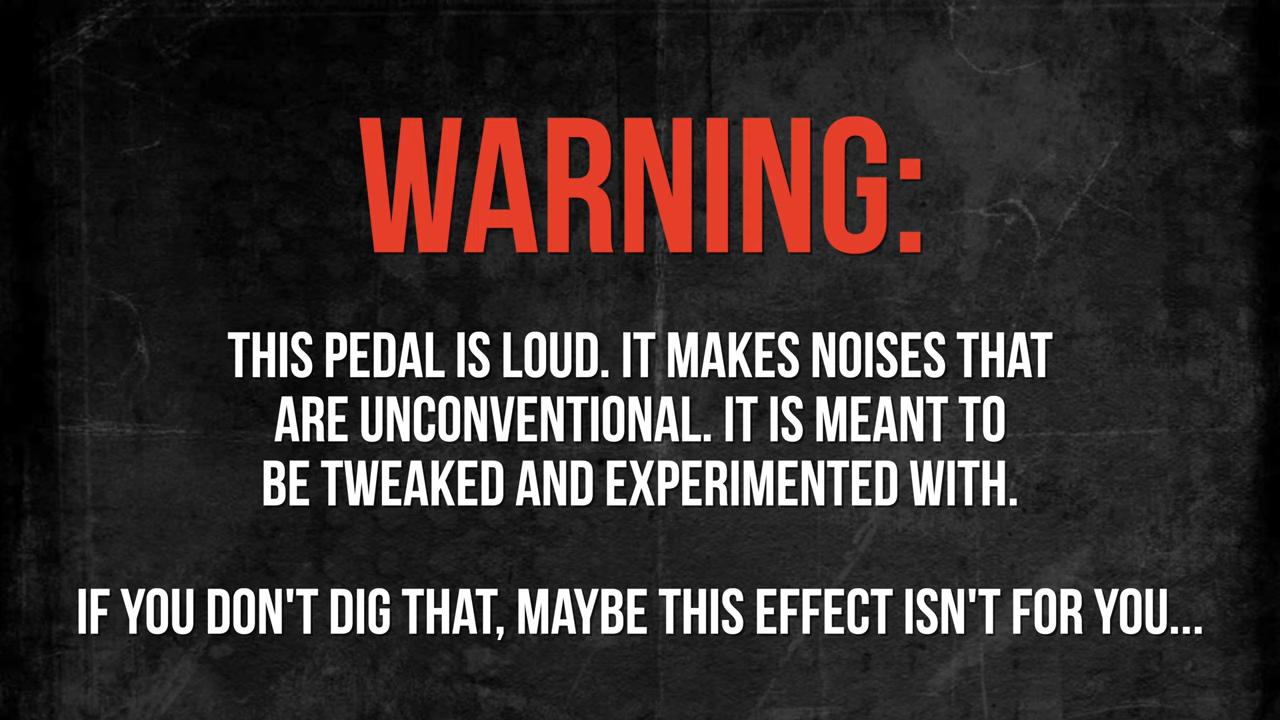 WARNING:
THIS PEDAL IS LOUD. IT MAKES NOISES THAT
ARE UNCONVENTIONAL. IT IS MEANT TO
BE TWEAKED AND EXPERIMENTED WITH.
IF YOU DON'T DIG THAT, MAYBE THIS EFFECT ISN'T FOR YOU...